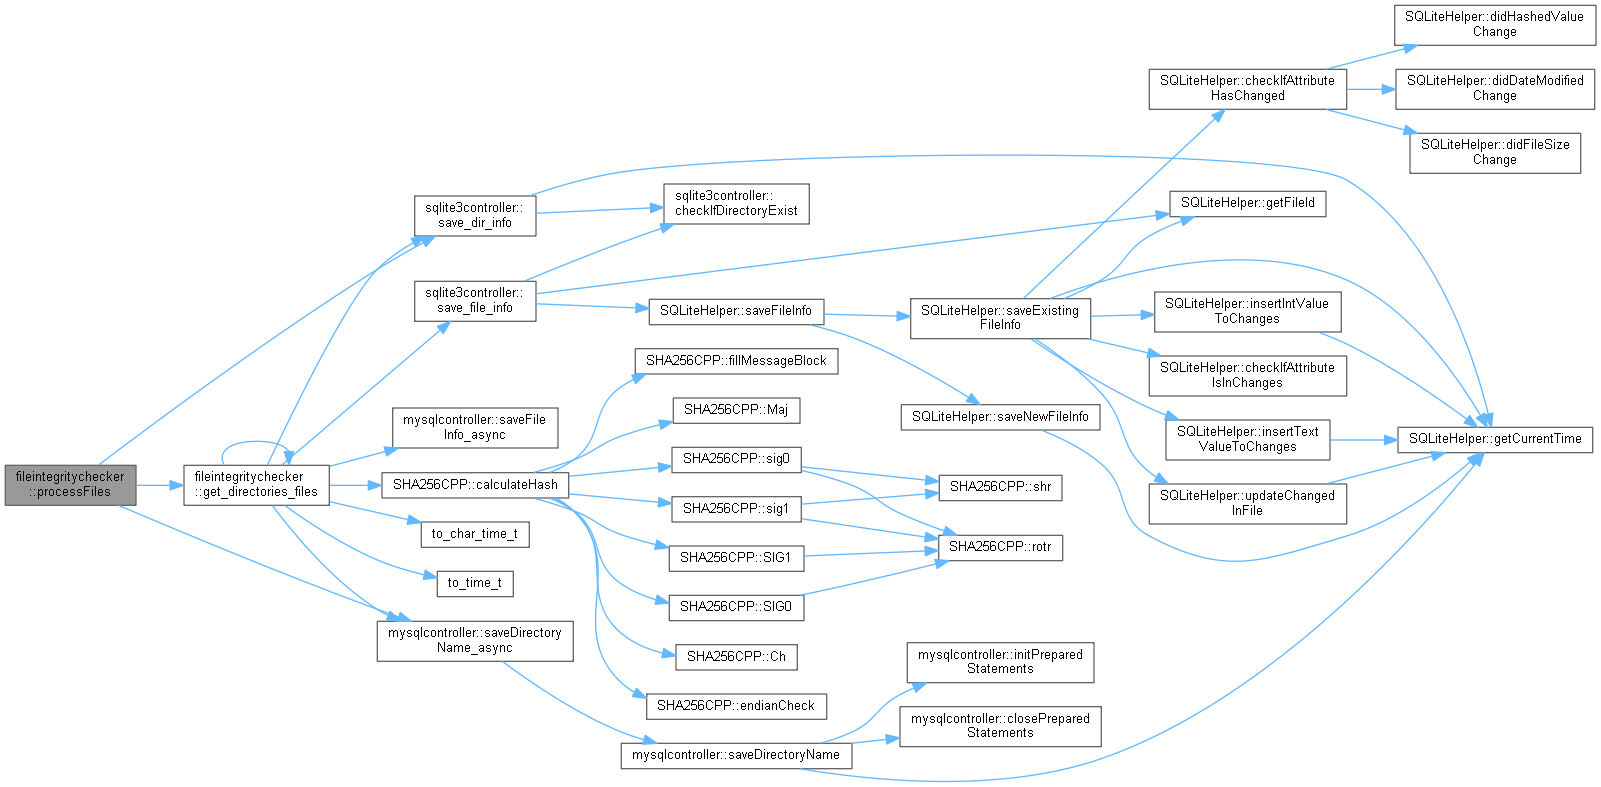 fileintegritychecker
::processFiles
fileintegritychecker
::get_directories_files
sqlite3controller::
save_dir_info
sqlite3controller::
save_file_info
mysqlcontroller::saveFile
Info_async
SHA256CPP::calculateHash
to_char_time_t
to_time_t
mysqlcontroller::saveDirectory
Name_async
sqlite3controller::
checkIfDirectoryExist
SQLiteHelper::saveFileInfo
SHA256CPP::fillMessageBlock
SHA256CPP::Maj
SHA256CPP::sig0
SHA256CPP::sig1
SHA256CPP::SIG1
SHA256CPP::SIG0
SHA256CPP::Ch
SHA256CPP::endianCheck
mysqlcontroller::saveDirectoryName
SQLiteHelper::saveExisting
FileInfo
SQLiteHelper::saveNewFileInfo
SHA256CPP::shr
SHA256CPP::rotr
mysqlcontroller::initPrepared
Statements
mysqlcontroller::closePrepared
Statements
SQLiteHelper::checkIfAttribute
HasChanged
SQLiteHelper::getFileId
SQLiteHelper::insertIntValue
ToChanges
SQLiteHelper::checkIfAttribute
IsInChanges
SQLiteHelper::insertText
ValueToChanges
SQLiteHelper::updateChanged
InFile
SQLiteHelper::didHashedValue
Change
SQLiteHelper::didDateModified
Change
SQLiteHelper::didFileSize
Change
SQLiteHelper::getCurrentTime